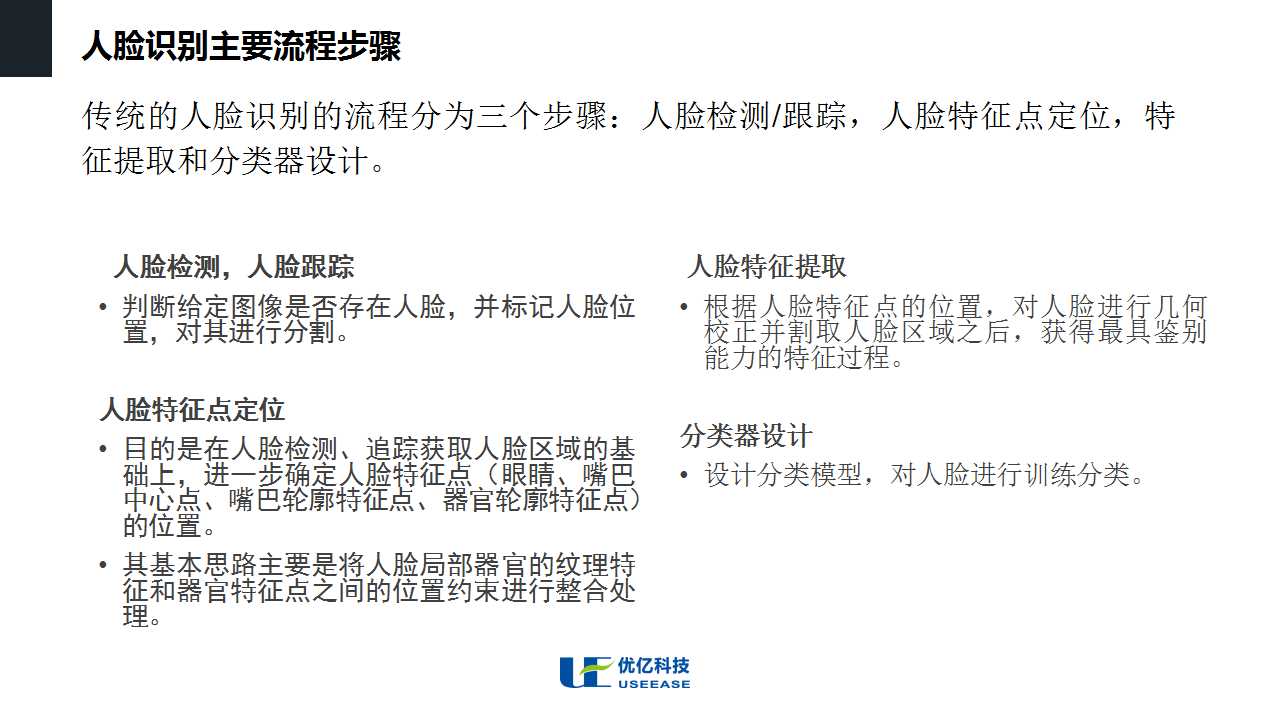 人脸识别主要流程步骤
传统的人脸识别的流程分为三个步骤：人脸检测/跟踪，人脸特征点定位，特
征提取和分类器设计。
人脸检测，人脸跟踪
• 判断给定图像是否存在人脸，并标记人脸位
置，对其进行分割。
人脸特征点定位
• 目的是在人脸检测、追踪获取人脸区域的基
础上，进一步确定人脸特征点（眼睛、嘴巴
中心点、嘴巴轮廓特征点、器官轮廓特征点）
的位置。
• 其基本思路主要是将人脸局部器官的纹理特
征和器官特征点之间的位置约束进行整合处
理。
人脸特征提取
• 根据人脸特征点的位置，对人脸进行几何
校正并割取人脸区域之后，获得最具鉴别
能力的特征过程。
分类器设计
• 设计分类模型，对人脸进行训练分类。
优亿科技
USEEASE